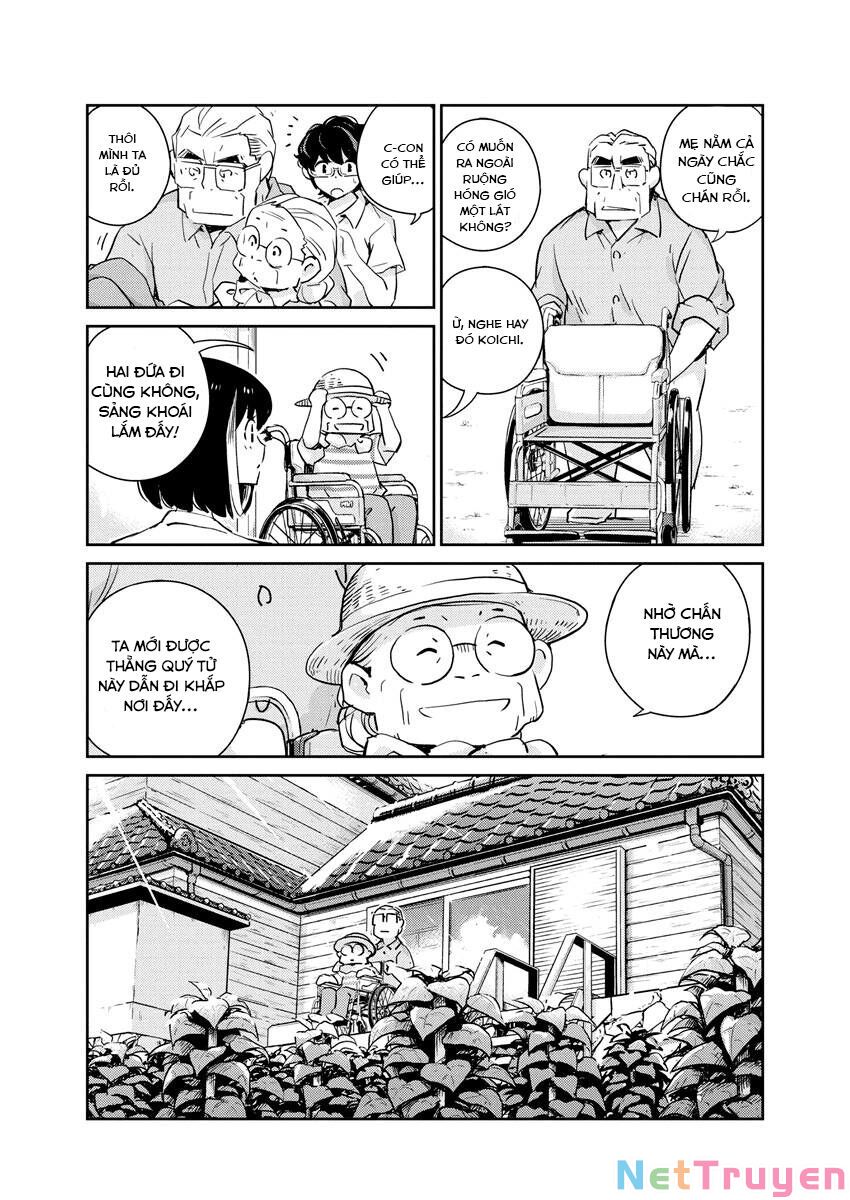 MẸ NẰM CẢ
NGÀY CHẮC
CŨNG
CHÁN RỒI.
CÓ MUỐN
RA NGOÀI
RUỘNG
HÓNG GIÓ
MỘT LÁT
KHÔNG?
Ừ, NGHE HAY
ĐÓ KOICHI.
C-CON
CÓ THỂ
GIÚP...
THÔI
MÌNH TA
LÀ ĐỦ
RỒI.
HAI ĐỨA ĐI
CÙNG KHÔNG,
SẢNG KHOÁI
LẮM ĐẤY!
NHỜ CHẤN
THƯƠNG
NÀY MÀ...
TA MỚI ĐƯỢC
THẰNG QUÝ TỬ
NÀY DẪN ĐI KHẮP
NƠI ĐẤY...
NetTruyen